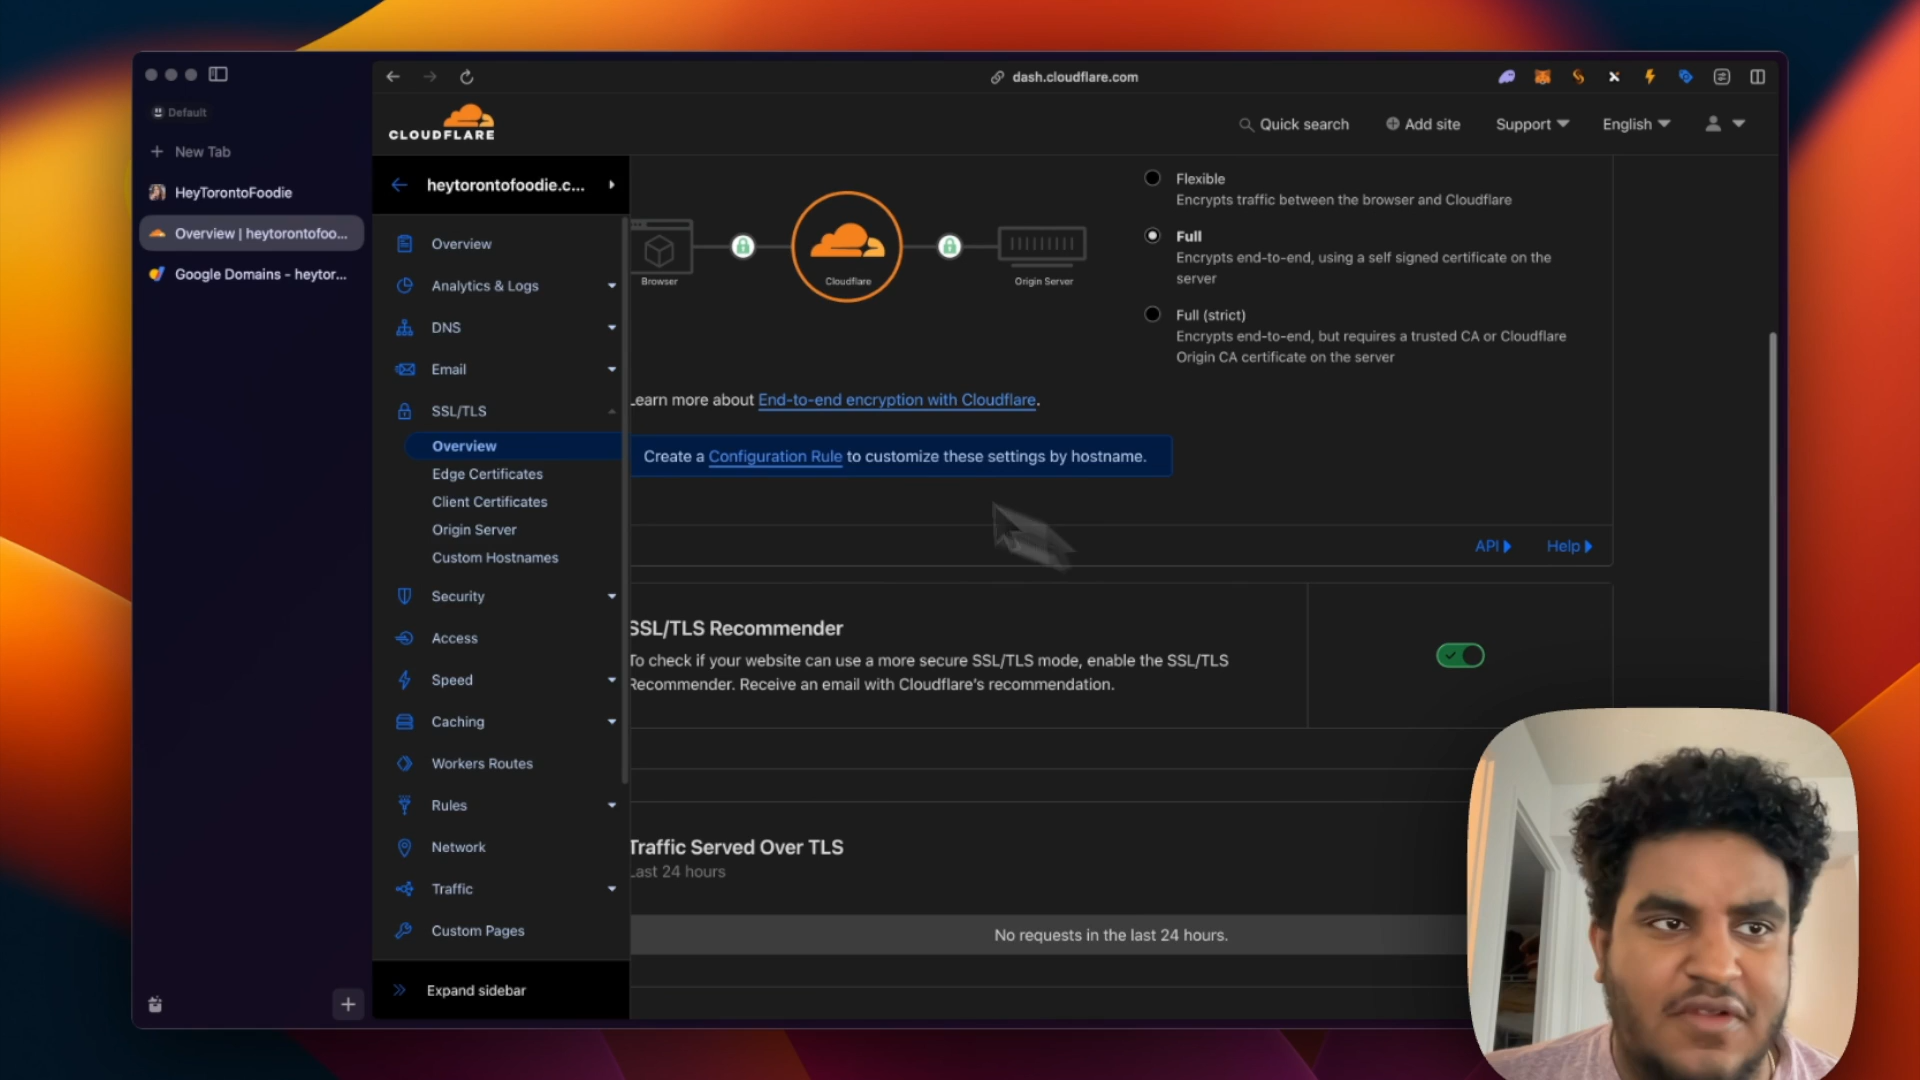 Default
New Tab
HeyTorontoFoodie
Overview | heytorontofoo...
Google Domains - heytor...
dash.cloudflare.com
CLOUDFLARE
Quick search
Add site
Support
English
heytorontofoodie.c...
Overview
Analytics & Logs
DNS
Email
SSL/TLS
Overview
Edge Certificates
Client Certificates
Origin Server
Custom Hostnames
Security
Access
Speed
Caching
Workers Routes
Rules
Network
Traffic
Custom Pages
Expand sidebar
Browser
Cloudflare
Origin Server
Flexible
Encrypts traffic between the browser and Cloudflare
Full
Encrypts end-to-end, using a self signed certificate on the
server
Full (strict)
Encrypts end-to-end, but requires a trusted CA or Cloudflare
Origin CA certificate on the server
Learn more about End-to-end encryption with Cloudflare.
Create a Configuration Rule to customize these settings by hostname.
API
Help
SSL/TLS Recommender
To check if your website can use a more secure SSL/TLS mode, enable the SSL/TLS
Recommender. Receive an email with Cloudflare's recommendation.
Traffic Served Over TLS
Last 24 hours
No requests in the last 24 hours.